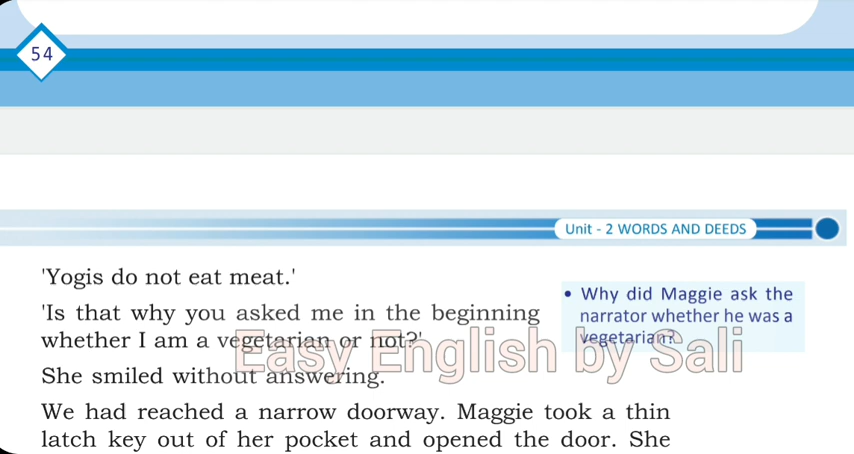 54
Unit - 2 WORDS AND DEEDS
'Yogis do not eat meat.'
'Is that why you asked me in the beginning
whether I am a vegetarian or not?'
She smiled without answering.
We had reached a narrow doorway. Maggie took a thin
latch key out of her pocket and opened the door. She
• Why did Maggie ask the
narrator whether he was a
vegetarian?
Easy English by Sali